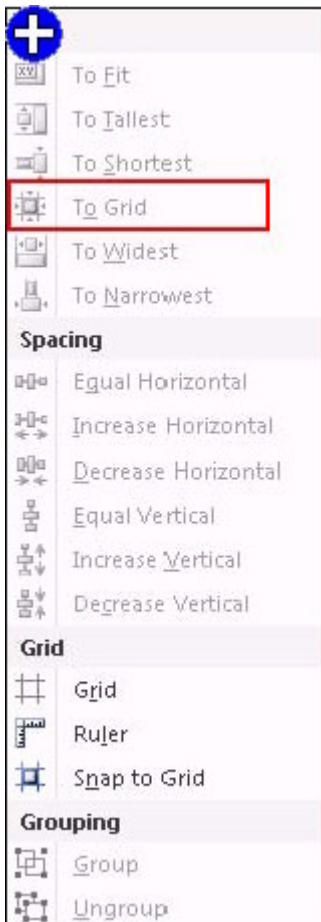 To Fit
To Tallest
To Shortest
To Grid
To Widest
To Narrowest
Spacing
Equal Horizontal
Increase Horizontal
Decrease Horizontal
Equal Vertical
Increase Vertical
Decrease Vertical
Grid
Grid
Ruler
Snap to Grid
Grouping
Group
Ungroup